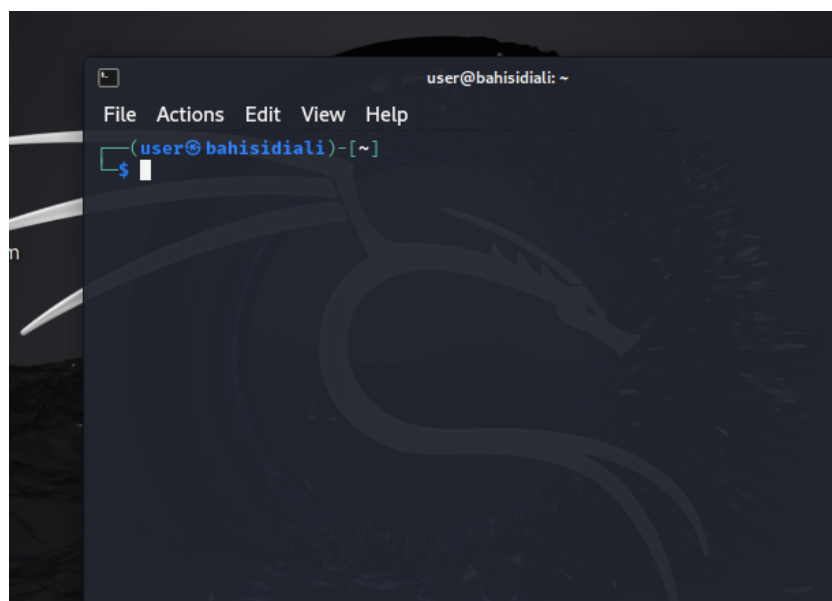 user@bahisidiali: ~
File Actions Edit View Help
┌──(user㉿bahisidiali)-[~]
└─$
m